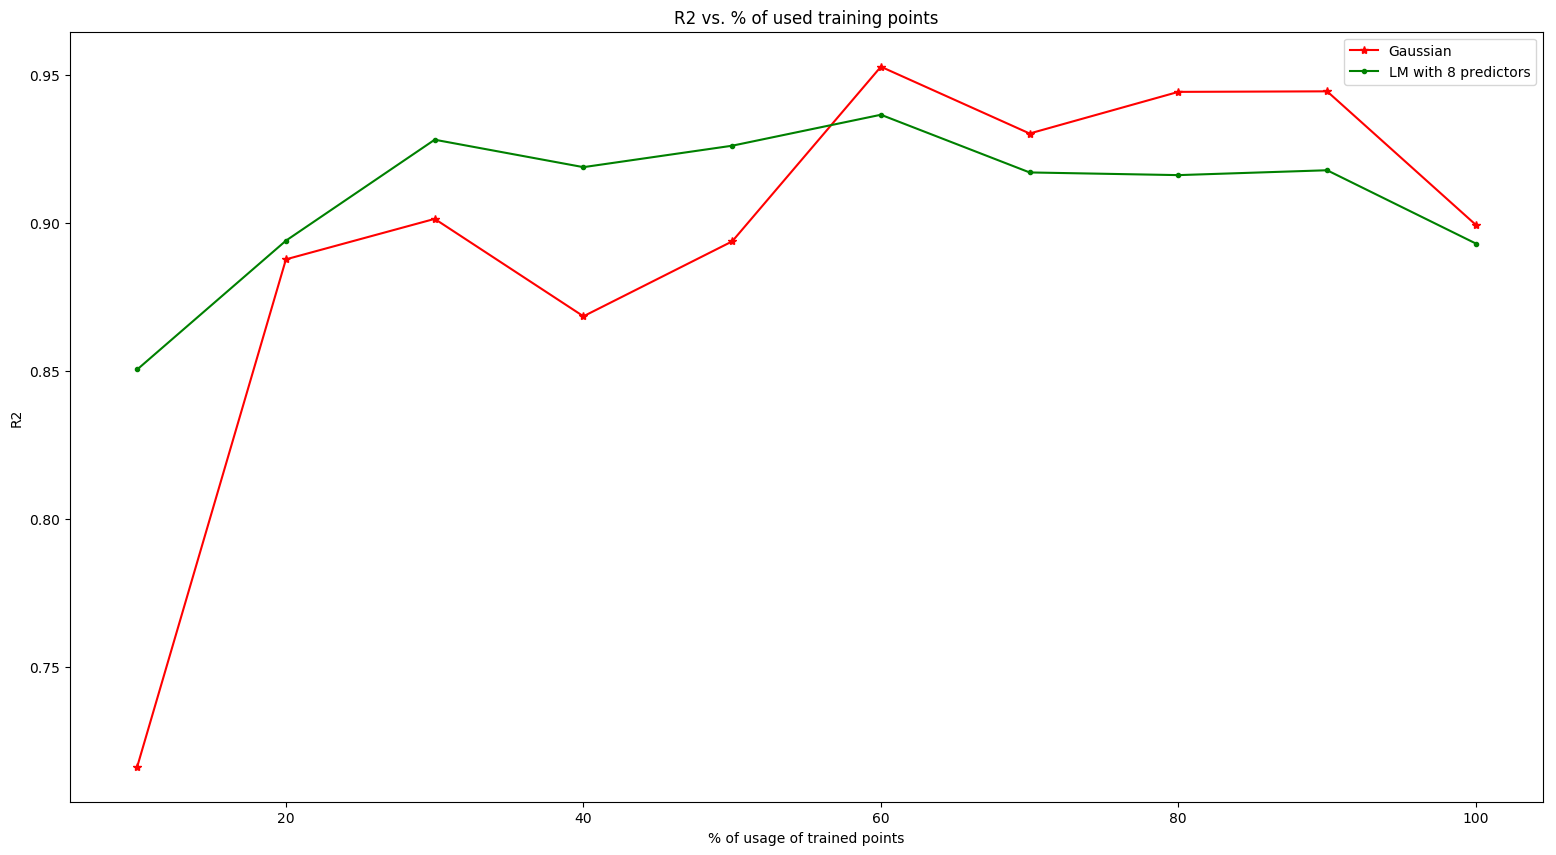 R2 vs. % of used training points
Gaussian
LM with 8 predictors
0.95
0.90
0.85
0.80
0.75
R2
20
40
60
80
100
% of usage of trained points